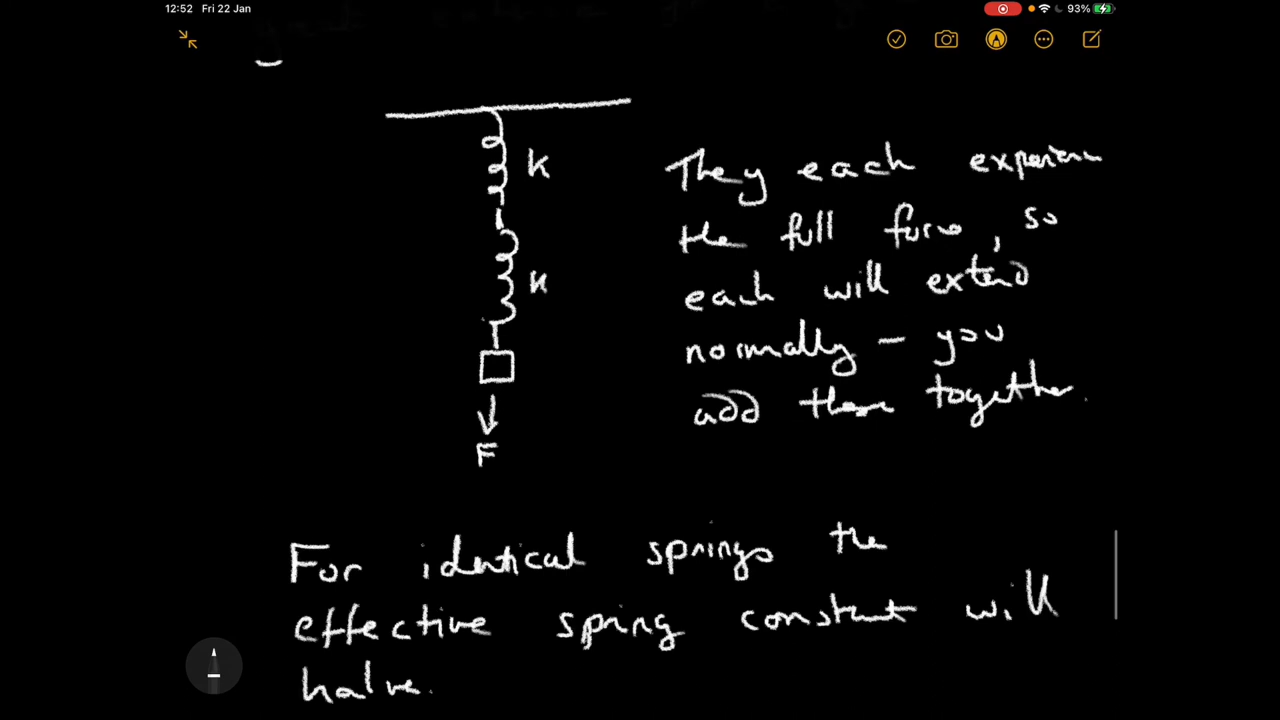 12:52 Fri 22 Jan
93%
K
They each experience
the full force, so
K
each will extend
normally – you
add these together.
F
For identical springs the
effective spring constant will
halve.